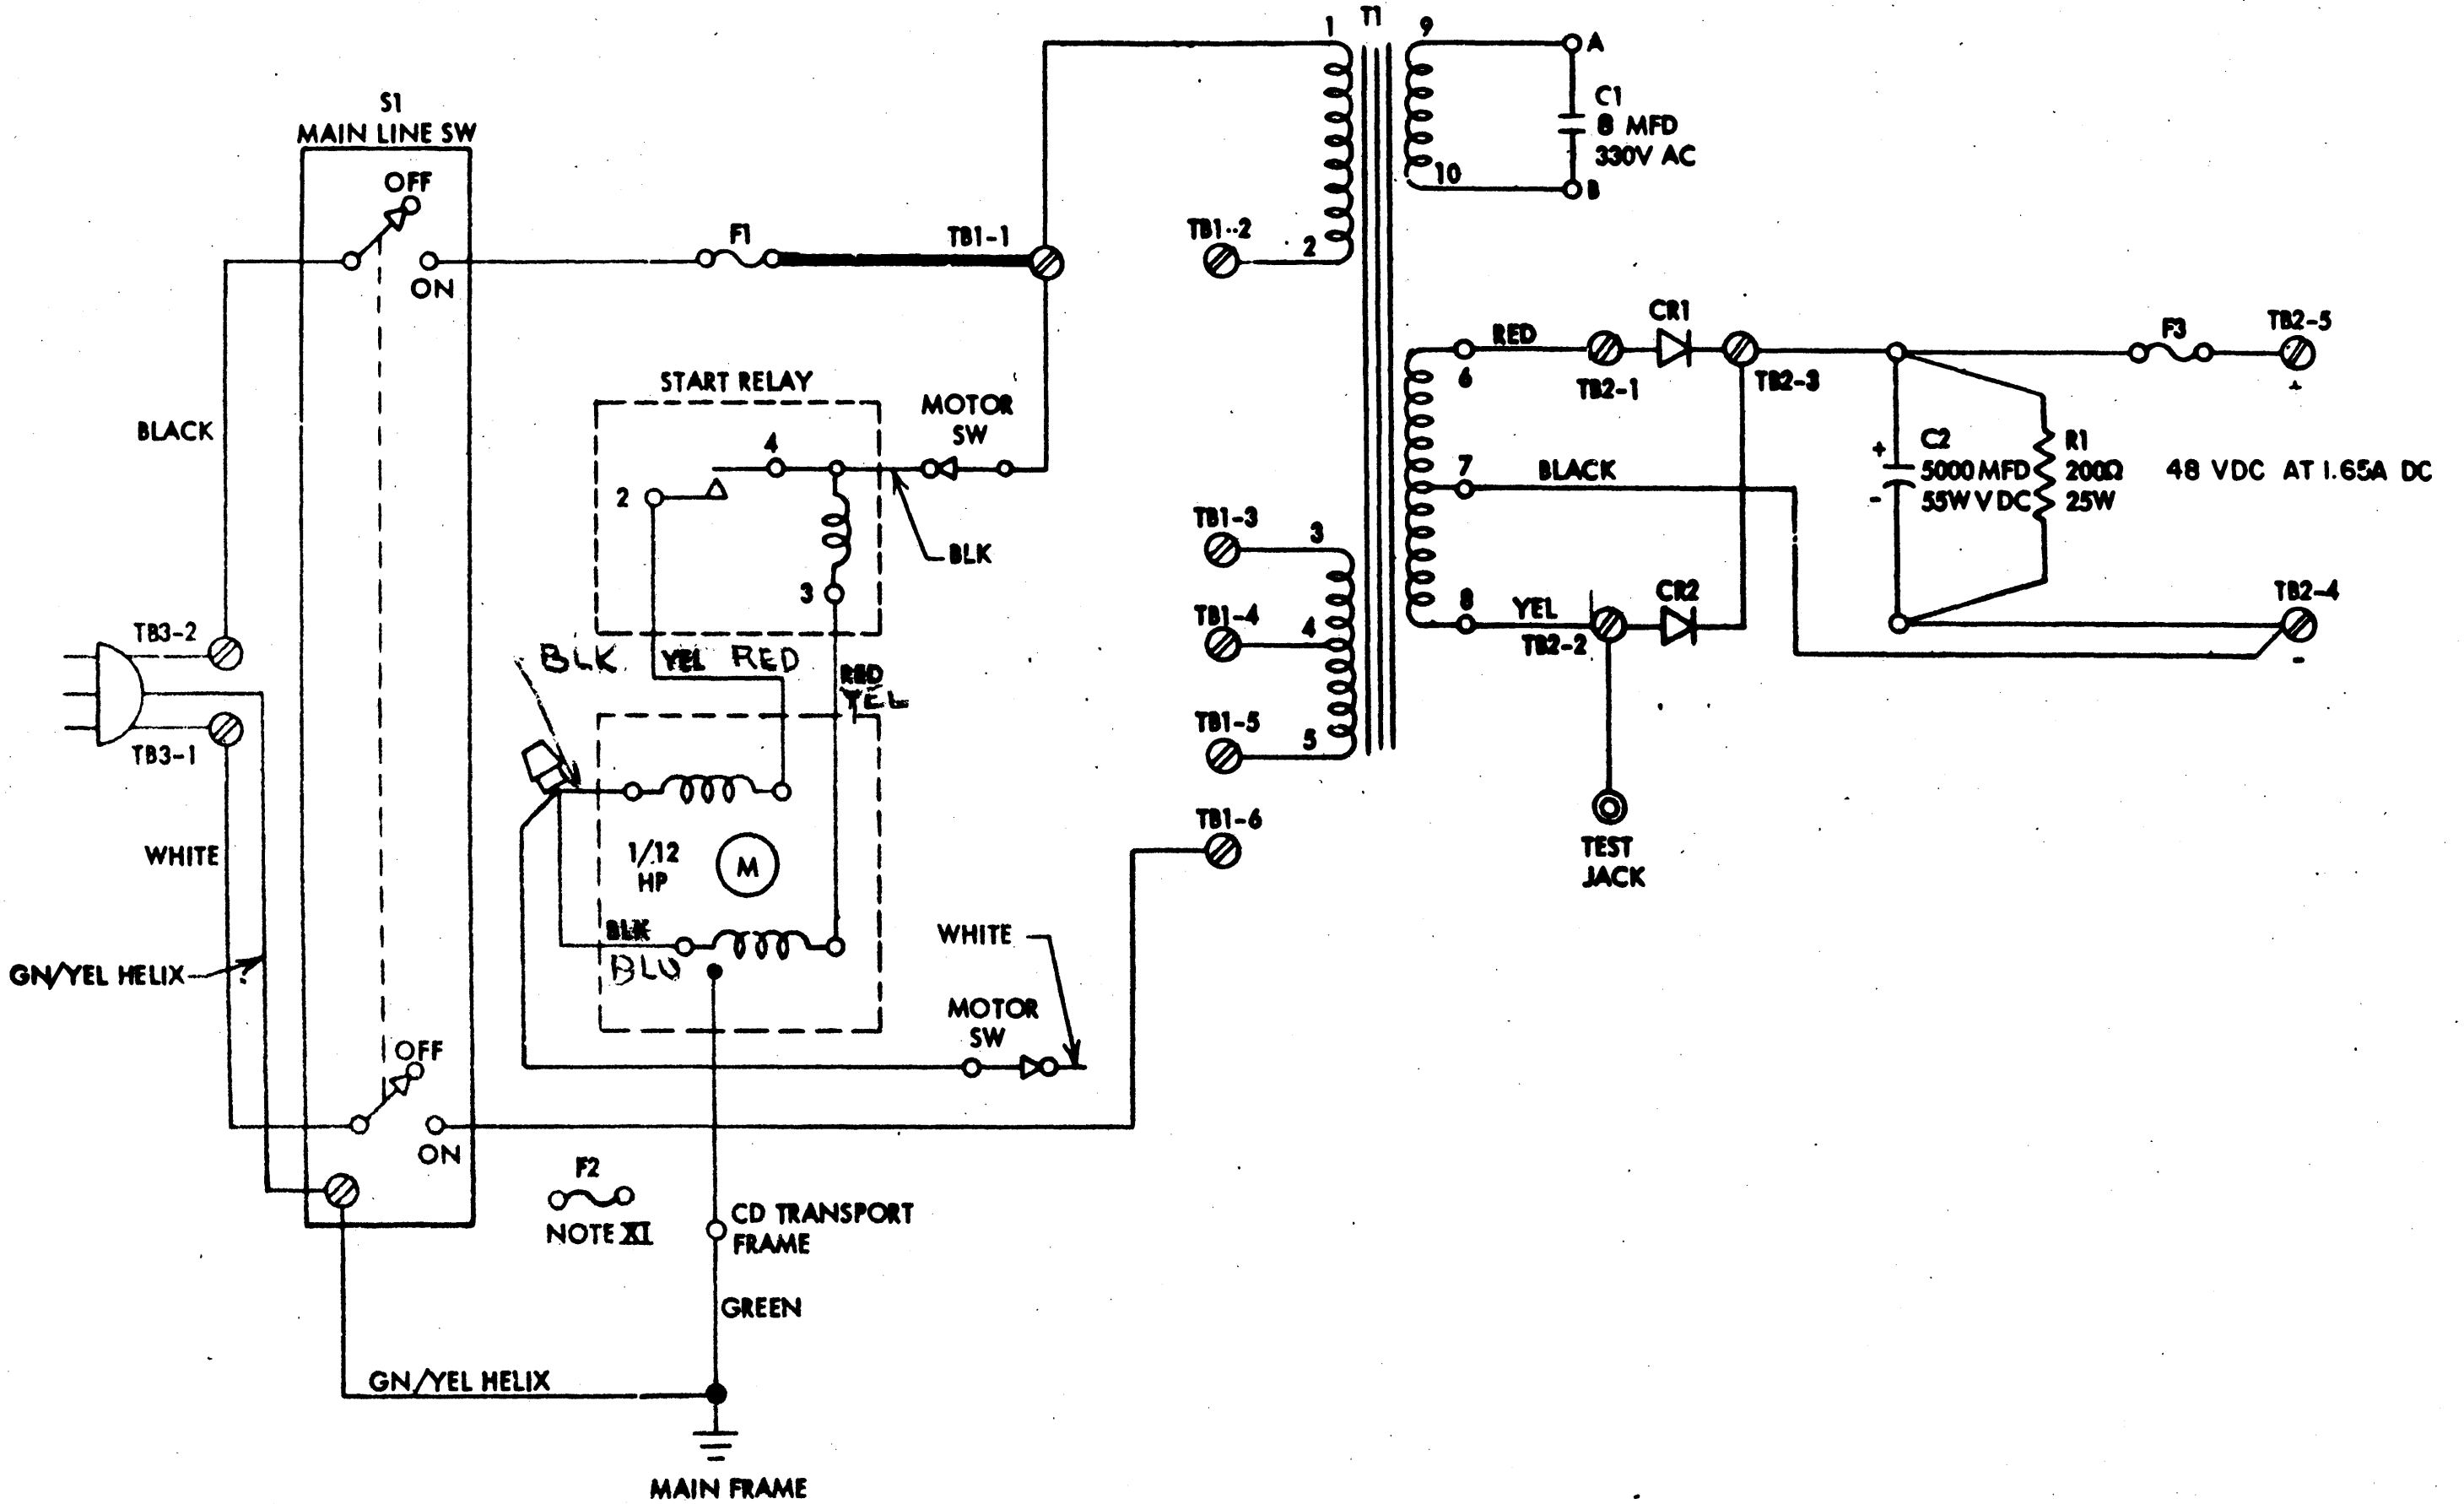 T1
1
9
A
S1
MAIN LINE SW
C1
8 MFD
330V AC
OFF
10
B
F1
TB1-1
TB1-2
2
ON
CR1
RED
6
TB2-1
TB2-3
F3
TB2-5
+
START RELAY
MOTOR
SW
BLACK
4
2
3
BLK
7
BLACK
+
-
C2
5000 MFD
55W V DC
R1
200Ω
25W
48 VDC AT 1.65A DC
TB1-3
3
TB1-4
4
TB1-5
5
TB1-6
8
YEL
TB2-2
CR2
TB2-4
-
TB3-2
TB3-1
BLK
YEL RED
RED
YEL
1/12
HP
M
TEST
JACK
WHITE
BLK
BLU
WHITE
GN/YEL HELIX
?
MOTOR
SW
OFF
ON
F2
NOTE XI
CD TRANSPORT
FRAME
GREEN
GN/YEL HELIX
MAIN FRAME